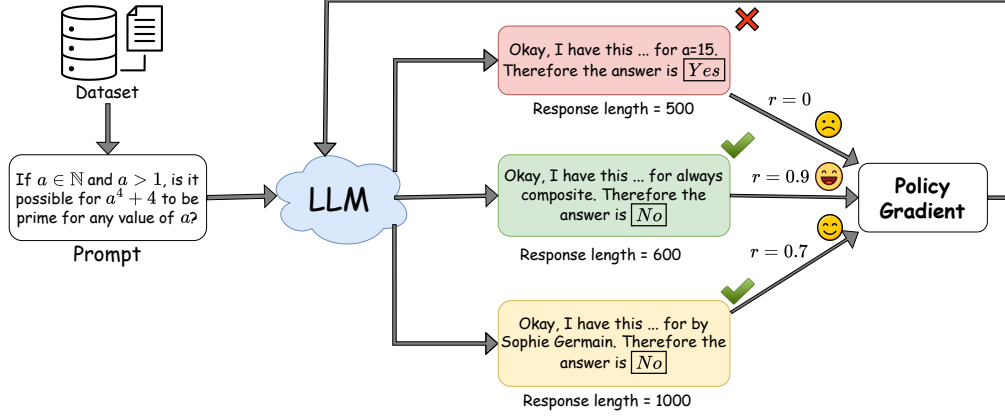 Dataset
If a ∈ ℕ and a > 1, is it
possible for a⁴ + 4 to be
prime for any value of a?
Prompt
LLM
Okay, I have this ... for a=15.
Therefore the answer is Yes
Response length = 500
Okay, I have this ... for always
composite. Therefore the
answer is No
Response length = 600
Okay, I have this ... for by
Sophie Germain. Therefore the
answer is No
Response length = 1000
r = 0
r = 0.9
r = 0.7
Policy
Gradient